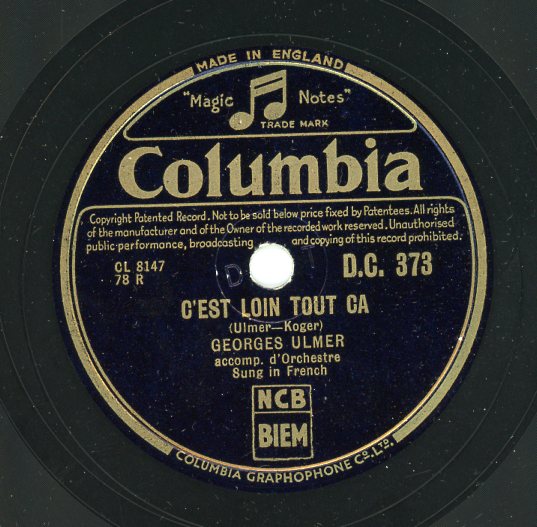 MADE IN ENGLAND
"Magic Notes"
TRADE MARK
Columbia
Copyright Patented Record. Not to be sold below price fixed by Patentees. All rights
of the manufacturer and of the Owner of the recorded work reserved. Unauthorised
public performance, broadcasting and copying of this record prohibited.
CL 8147
78 R
D.C. 373
C'EST LOIN TOUT CA
(Ulmer—Koger)
GEORGES ULMER
accomp. d'Orchestre
Sung in French
NCB
BIEM
COLUMBIA GRAPHOPHONE CO. LTD.